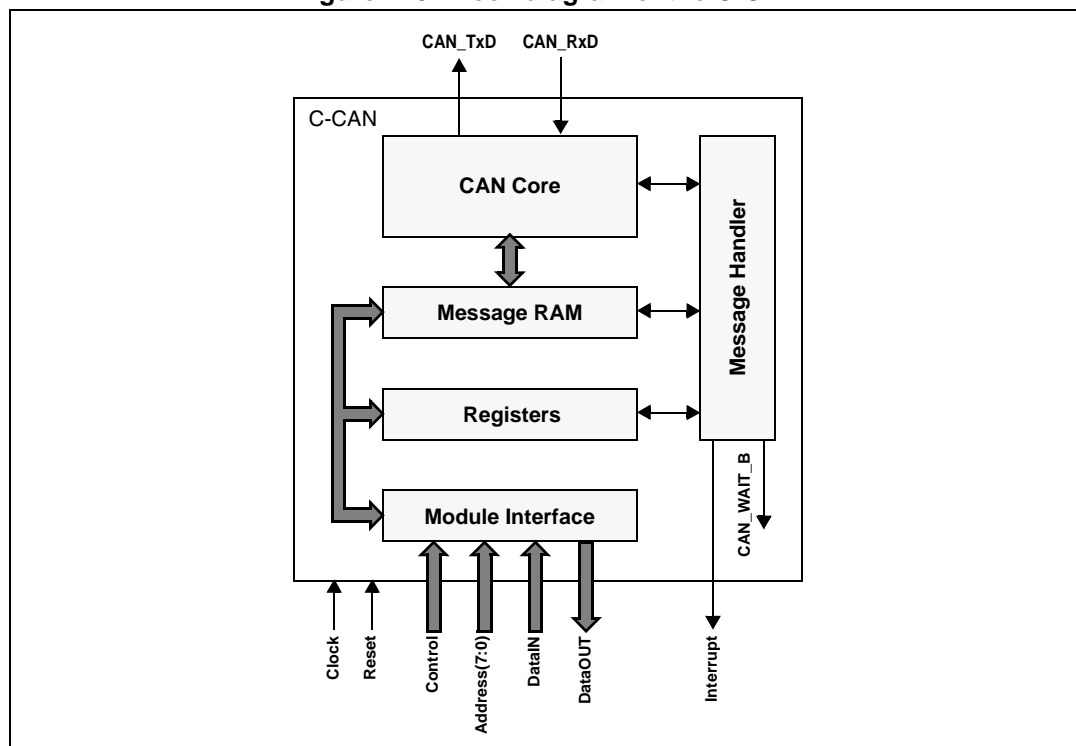 CAN_TxD
CAN_RxD
C-CAN
CAN Core
Message Handler
Message RAM
Registers
Module Interface
CAN_WAIT_B
Clock
Reset
Control
Address(7:0)
DataIN
DataOUT
Interrupt